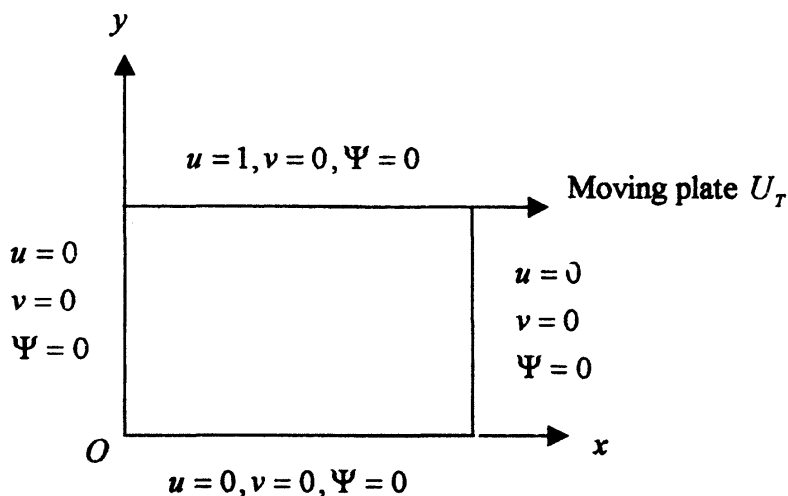 y
u = 1, v = 0, Ψ = 0
Moving plate U_T
u = 0
v = 0
Ψ = 0
u = 0
v = 0
Ψ = 0
O
x
u = 0, v = 0, Ψ = 0